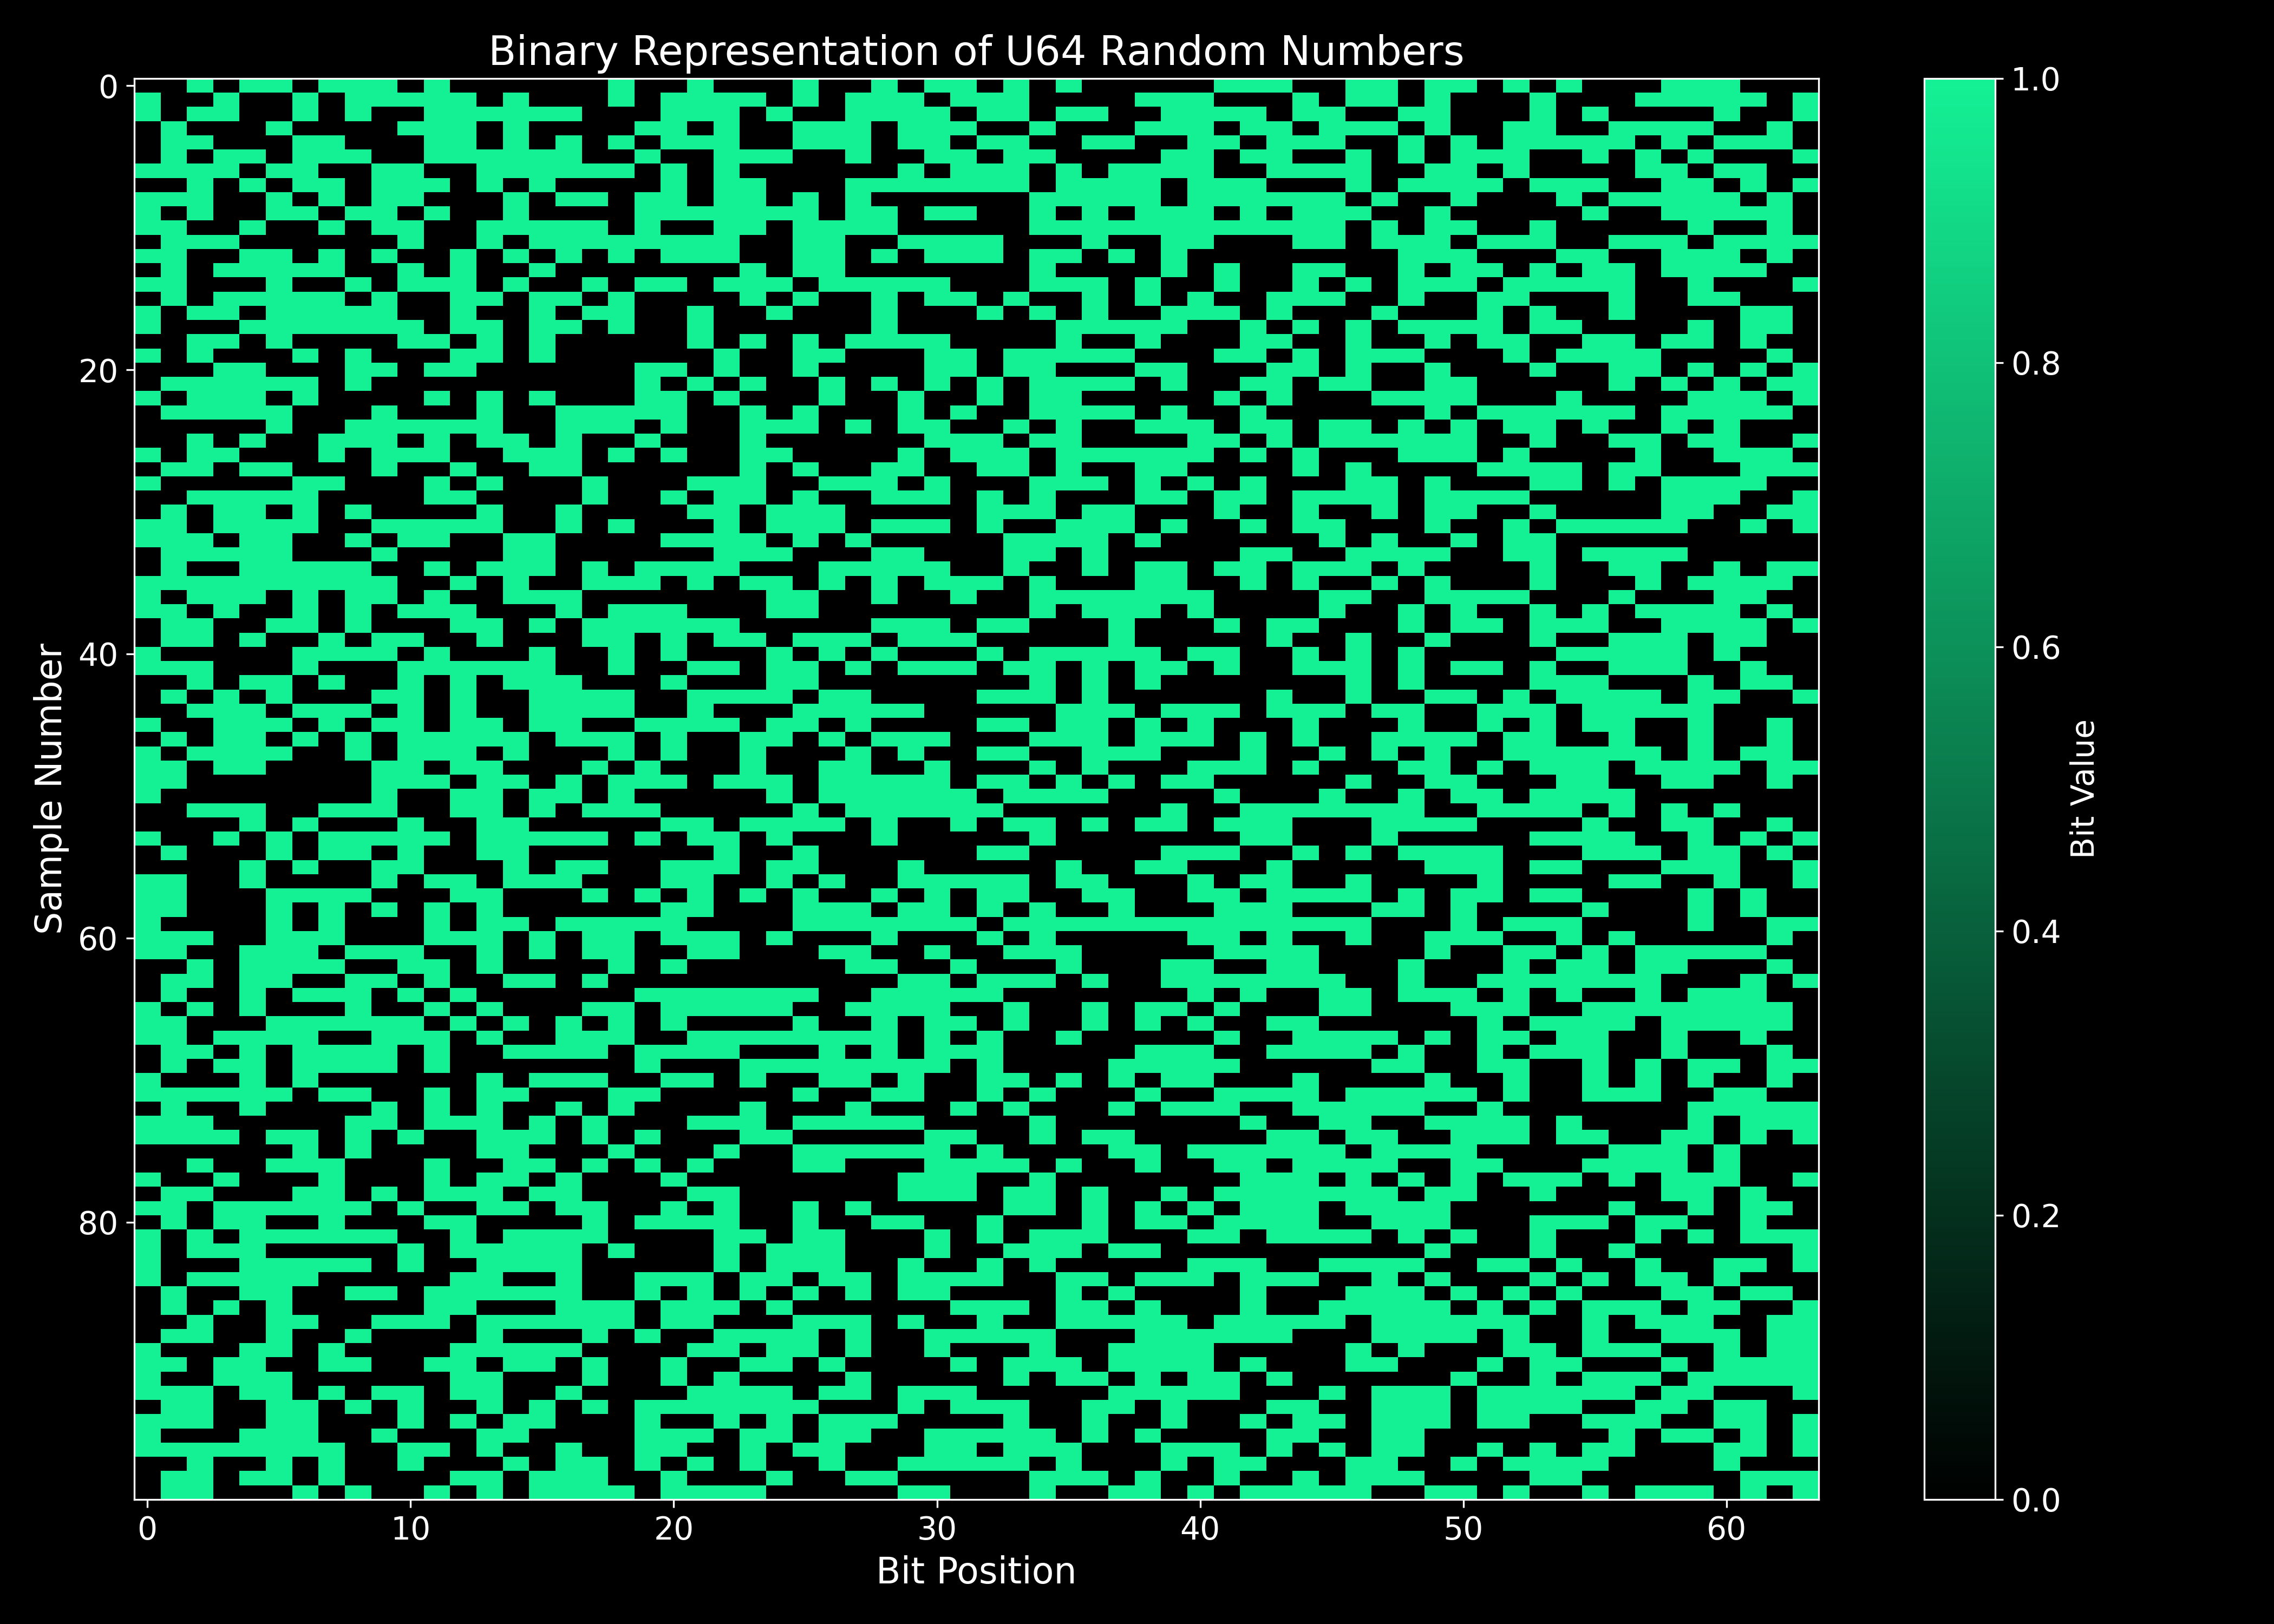 Binary Representation of U64 Random Numbers
0
20
40
60
80
Sample Number
0 10 20 30 40 50 60
Bit Position
1.0
0.8
0.6
0.4
0.2
0.0
Bit Value